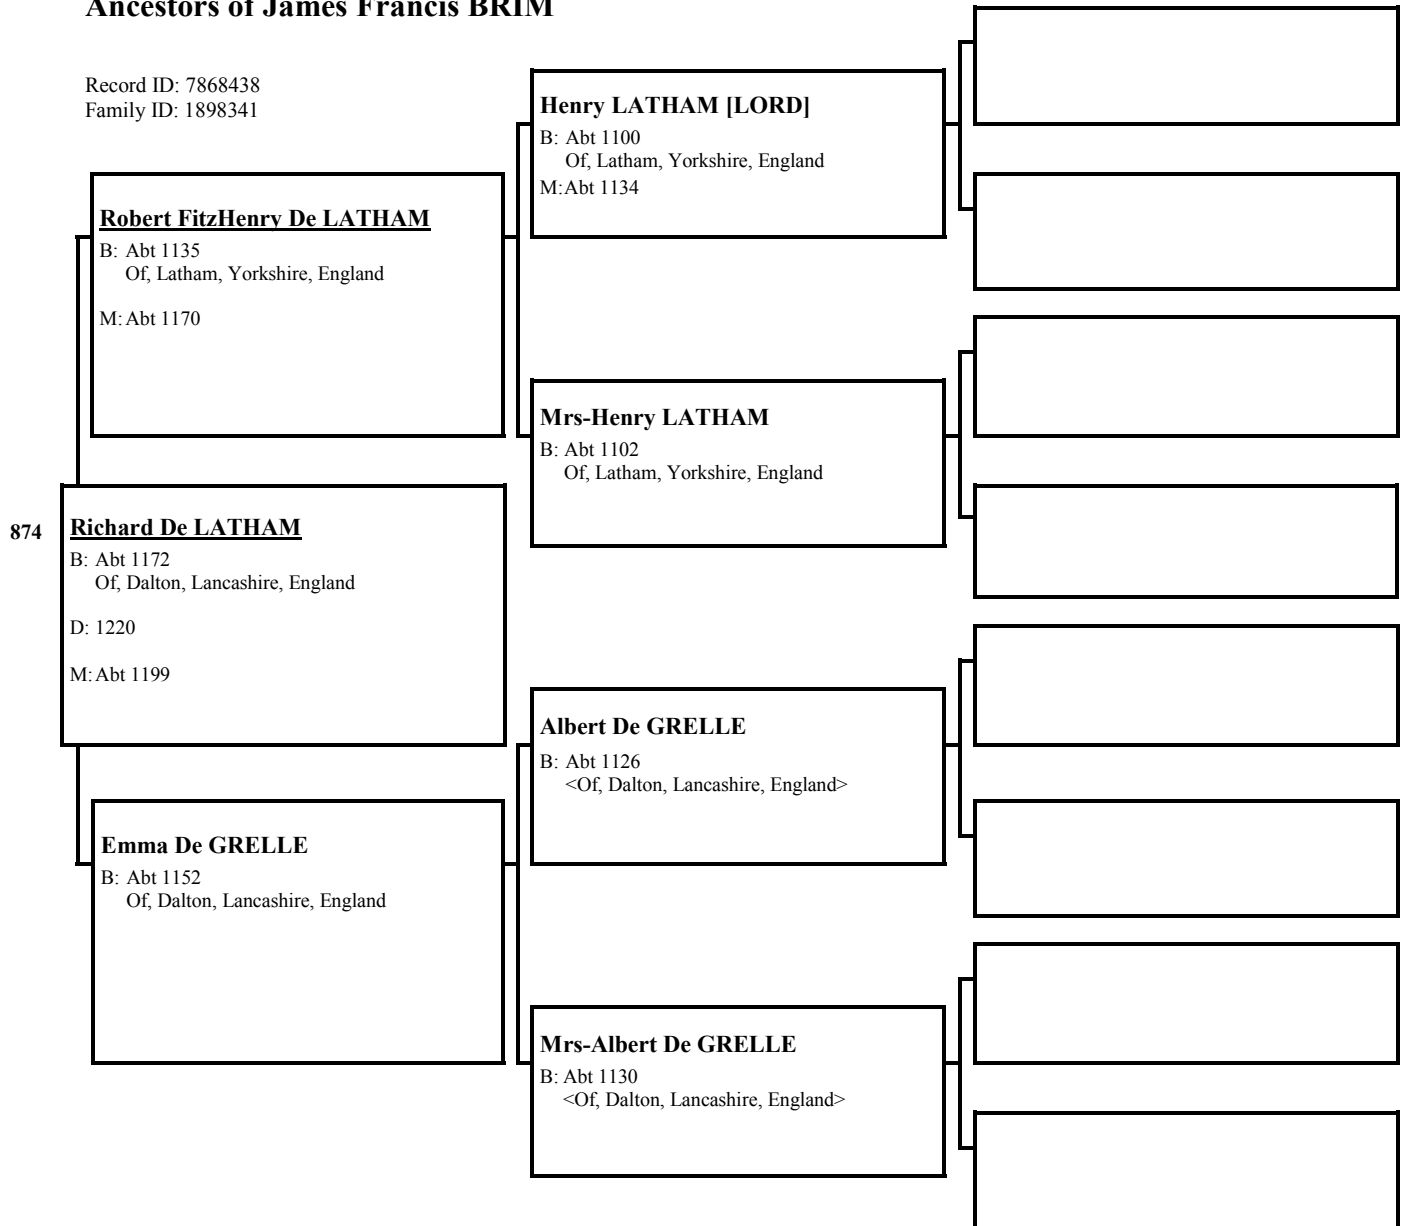 Ancestors of James Francis BRIM
Record ID: 7868438
Family ID: 1898341
Henry LATHAM [LORD]
B: Abt 1100
Of, Latham, Yorkshire, England
M:Abt 1134
Robert FitzHenry De LATHAM
B: Abt 1135
Of, Latham, Yorkshire, England
M:Abt 1170
Mrs-Henry LATHAM
B: Abt 1102
Of, Latham, Yorkshire, England
874
Richard De LATHAM
B: Abt 1172
Of, Dalton, Lancashire, England
D: 1220
M:Abt 1199
Albert De GRELLE
B: Abt 1126
<Of, Dalton, Lancashire, England>
Emma De GRELLE
B: Abt 1152
Of, Dalton, Lancashire, England
Mrs-Albert De GRELLE
B: Abt 1130
<Of, Dalton, Lancashire, England>